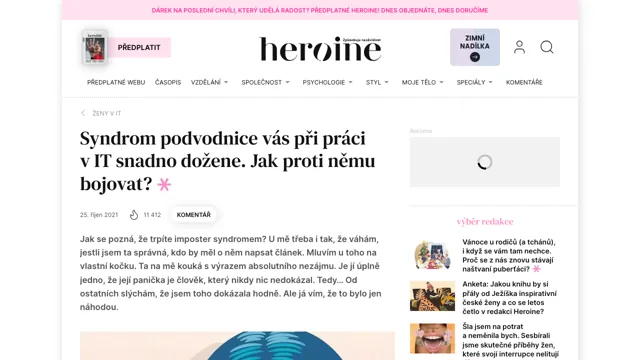 DÁREK NA POSLEDNÍ CHVÍLI, KTERÝ UDĚLÁ RADOST? PŘEDPLATNÉ HEROINE! DNES OBJEDNÁTE, DNES DORUČÍME
PŘEDPLATIT
heroine
ZIMNÍ
NADÍLKA
PŘEDPLATNÉ WEBU ČASOPIS VZDĚLÁNÍ SPOLEČNOST PSYCHOLOGIE STYL MOJE TĚLO SPECIÁLY KOMENTÁŘE
ŽENY V IT
Syndrom podvodnice vás při práci
v IT snadno dožene. Jak proti němu
bojovat?
25. říjen 2021 11 412 KOMENTÁŘ
Jak se pozná, že trpíte imposter syndromem? U mě třeba i tak, že váhám,
jestli jsem ta správná, kdo by měl o něm napsat článek. Mluvím u toho na
vlastní kočku. Ta na mě kouká s výrazem absolutního nezájmu. Je jí úplně
jedno, že její panička je člověk, který nikdy nic nedokázal. Tedy... Od
ostatních slýchám, že jsem toho dokázala hodně. Ale já vím, že to bylo jen
náhodou.
Reklama
výběr redakce
Vánoce u rodičů (a tchánů),
i když se vám tam nechce.
Proč se z nás znovu stávají
naštvaní puberťáci?
Anketa: Jakou knihu by si
přály od Ježíška inspirativní
české ženy a co se letos
četlo v redakci Heroine?
Šla jsem na potrat
a neměnila bych. Sesbírali
jsme skutečné příběhy žen,
které svoji interrupce nelitují